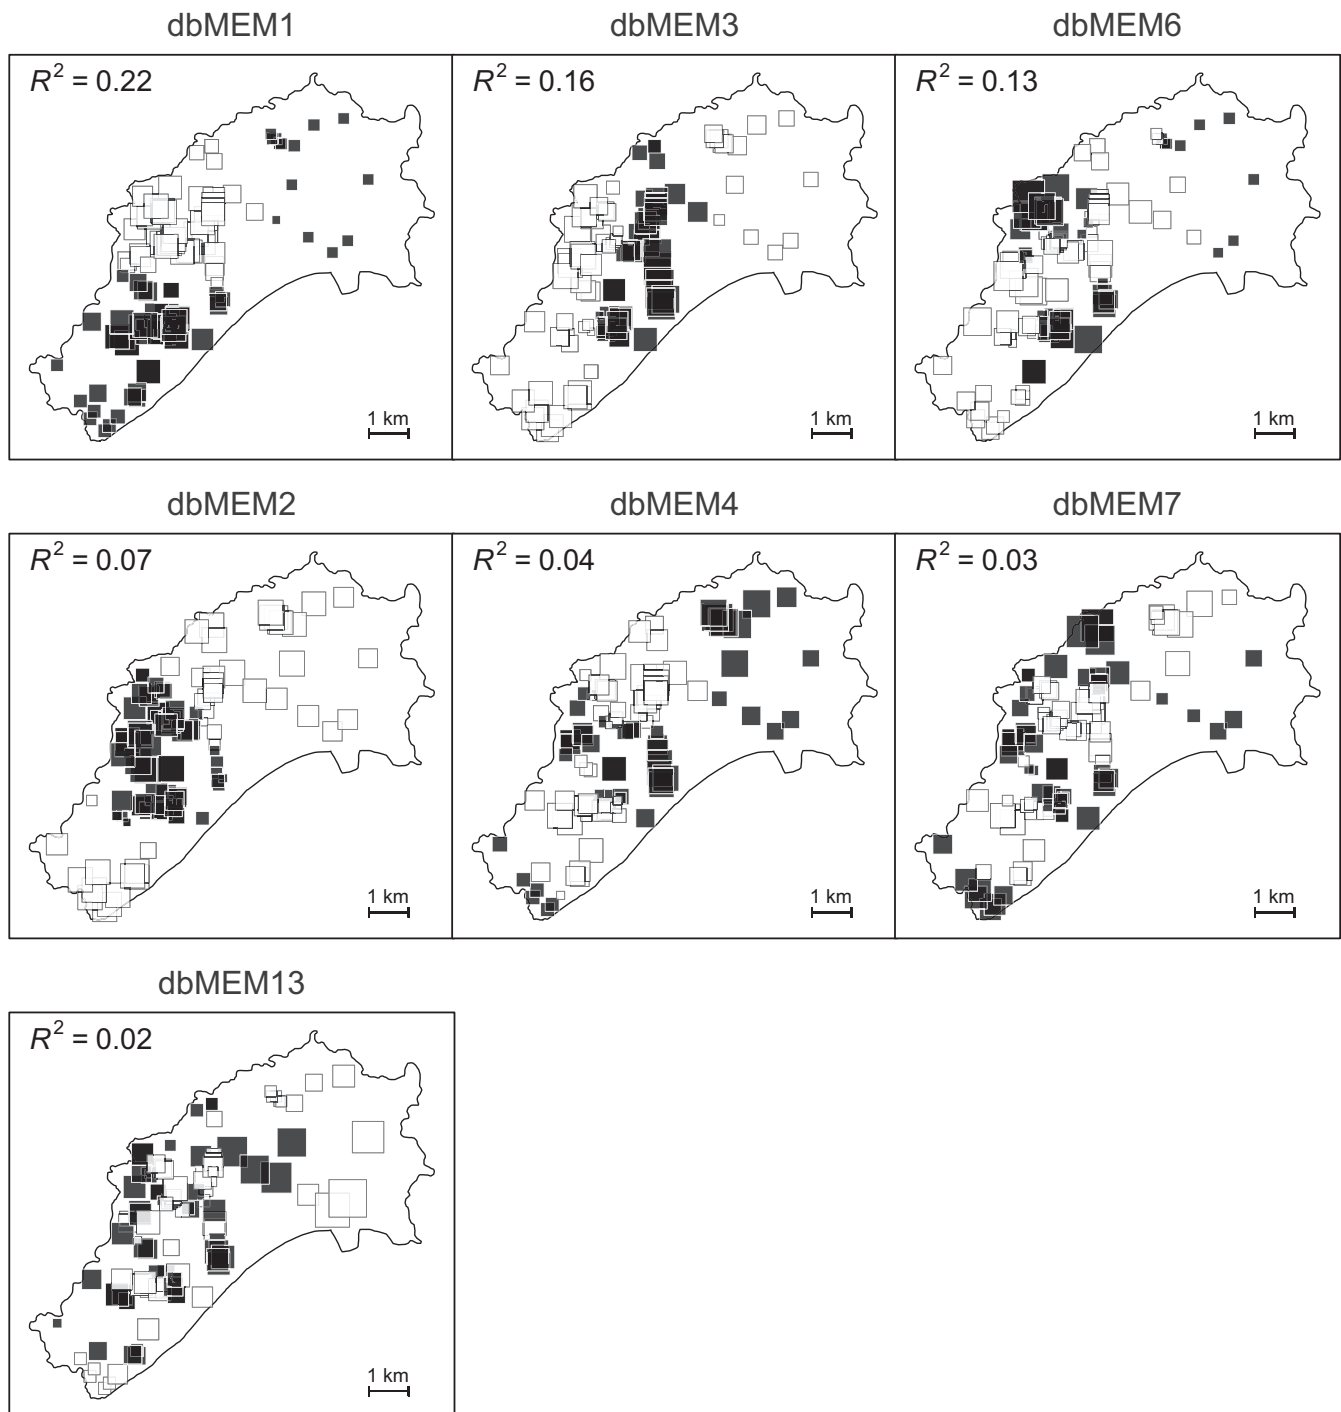 dbMEM1 dbMEM3 dbMEM6
R² = 0.22 R² = 0.16 R² = 0.13
1 km 1 km 1 km
dbMEM2 dbMEM4 dbMEM7
R² = 0.07 R² = 0.04 R² = 0.03
1 km 1 km 1 km
dbMEM13
R² = 0.02
1 km